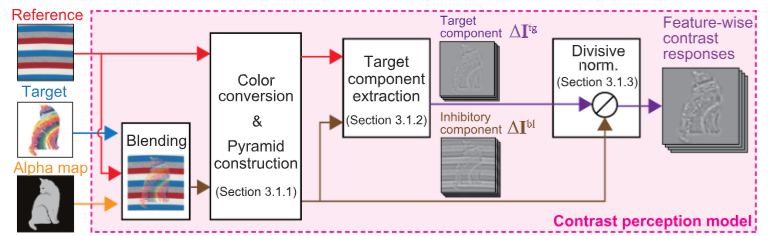 Reference
Target
Alpha map
Blending
Color
conversion
&
Pyramid
construction
(Section 3.1.1)
Target
component
extraction
(Section 3.1.2)
Target
component ΔI^tg
Inhibitory
component ΔI^bl
Divisive
norm.
(Section 3.1.3)
Feature-wise
contrast
responses
Contrast perception model